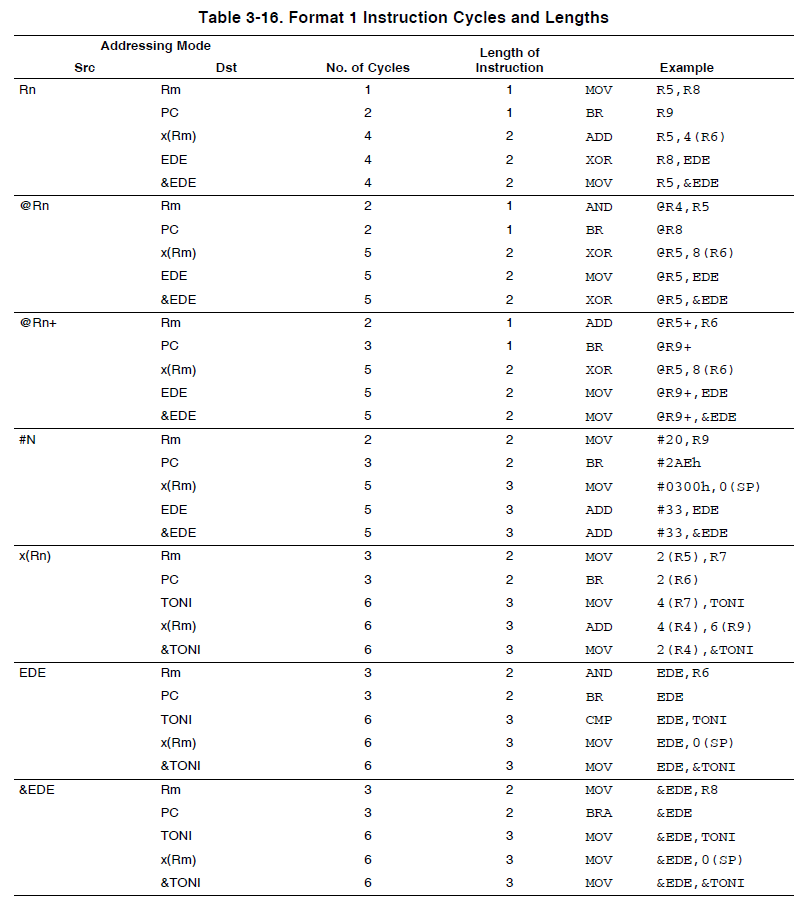 Table 3-16. Format 1 Instruction Cycles and Lengths
Addressing Mode
Src Dst No. of Cycles Length of Instruction Example
Rn Rm 1 1 MOV R5,R8
PC 2 1 BR R9
x(Rm) 4 2 ADD R5,4(R6)
EDE 4 2 XOR R8,EDE
&EDE 4 2 MOV R5,&EDE
@Rn Rm 2 1 AND @R4,R5
PC 2 1 BR @R8
x(Rm) 5 2 XOR @R5,8(R6)
EDE 5 2 MOV @R5,EDE
&EDE 5 2 XOR @R5,&EDE
@Rn+ Rm 2 1 ADD @R5+,R6
PC 3 1 BR @R9+
x(Rm) 5 2 XOR @R5,8(R6)
EDE 5 2 MOV @R9+,EDE
&EDE 5 2 MOV @R9+,&EDE
#N Rm 2 2 MOV #20,R9
PC 3 2 BR #2AEh
x(Rm) 5 3 MOV #0300h,0(SP)
EDE 5 3 ADD #33,EDE
&EDE 5 3 ADD #33,&EDE
x(Rn) Rm 3 2 MOV 2(R5),R7
PC 3 2 BR 2(R6)
TONI 6 3 MOV 4(R7),TONI
x(Rm) 6 3 ADD 4(R4),6(R9)
&TONI 6 3 MOV 2(R4),&TONI
EDE Rm 3 2 AND EDE,R6
PC 3 2 BR EDE
TONI 6 3 CMP EDE,TONI
x(Rm) 6 3 MOV EDE,0(SP)
&TONI 6 3 MOV EDE,&TONI
&EDE Rm 3 2 MOV &EDE,R8
PC 3 2 BRA &EDE
TONI 6 3 MOV &EDE,TONI
x(Rm) 6 3 MOV &EDE,0(SP)
&TONI 6 3 MOV &EDE,&TONI